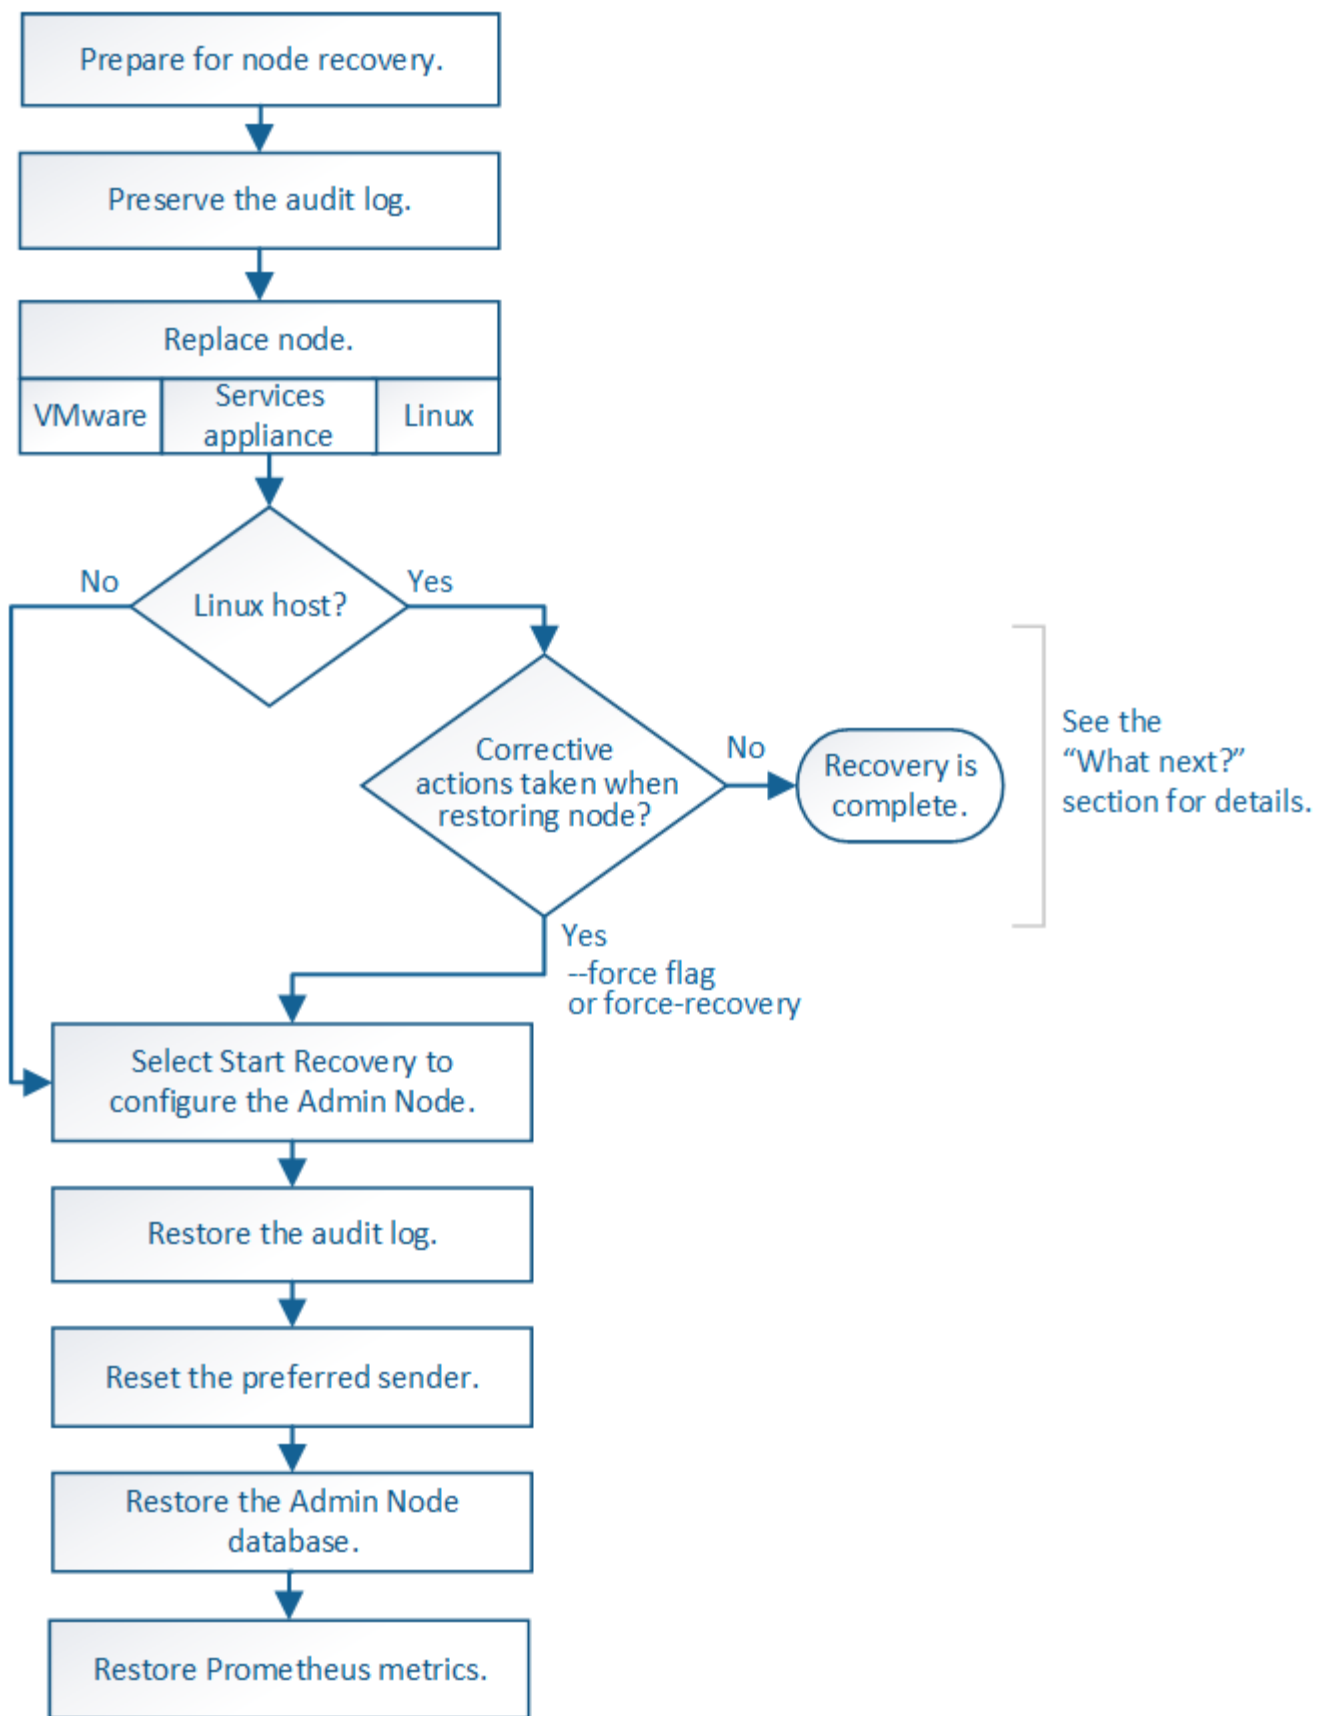 Prepare for node recovery.
Preserve the audit log.
Replace node.
VMware
Services
appliance
Linux
Linux host?
No
Yes
Corrective
actions taken when
restoring node?
No
Recovery is
complete.
See the
“What next?”
section for details.
Yes
--force flag
or force-recovery
Select Start Recovery to
configure the Admin Node.
Restore the audit log.
Reset the preferred sender.
Restore the Admin Node
database.
Restore Prometheus metrics.